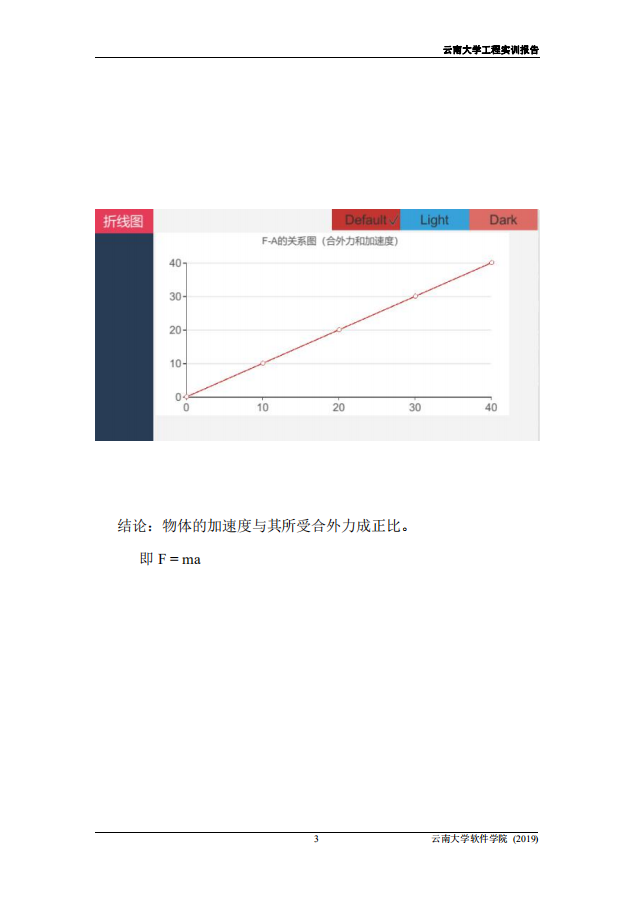 云南大学工程实训报告
折线图 Default✓ Light Dark
F-A的关系图（合外力和加速度）
40
30
20
10
0
0 10 20 30 40
结论：物体的加速度与其所受合外力成正比。
即 F = ma
3 云南大学软件学院 (2019)